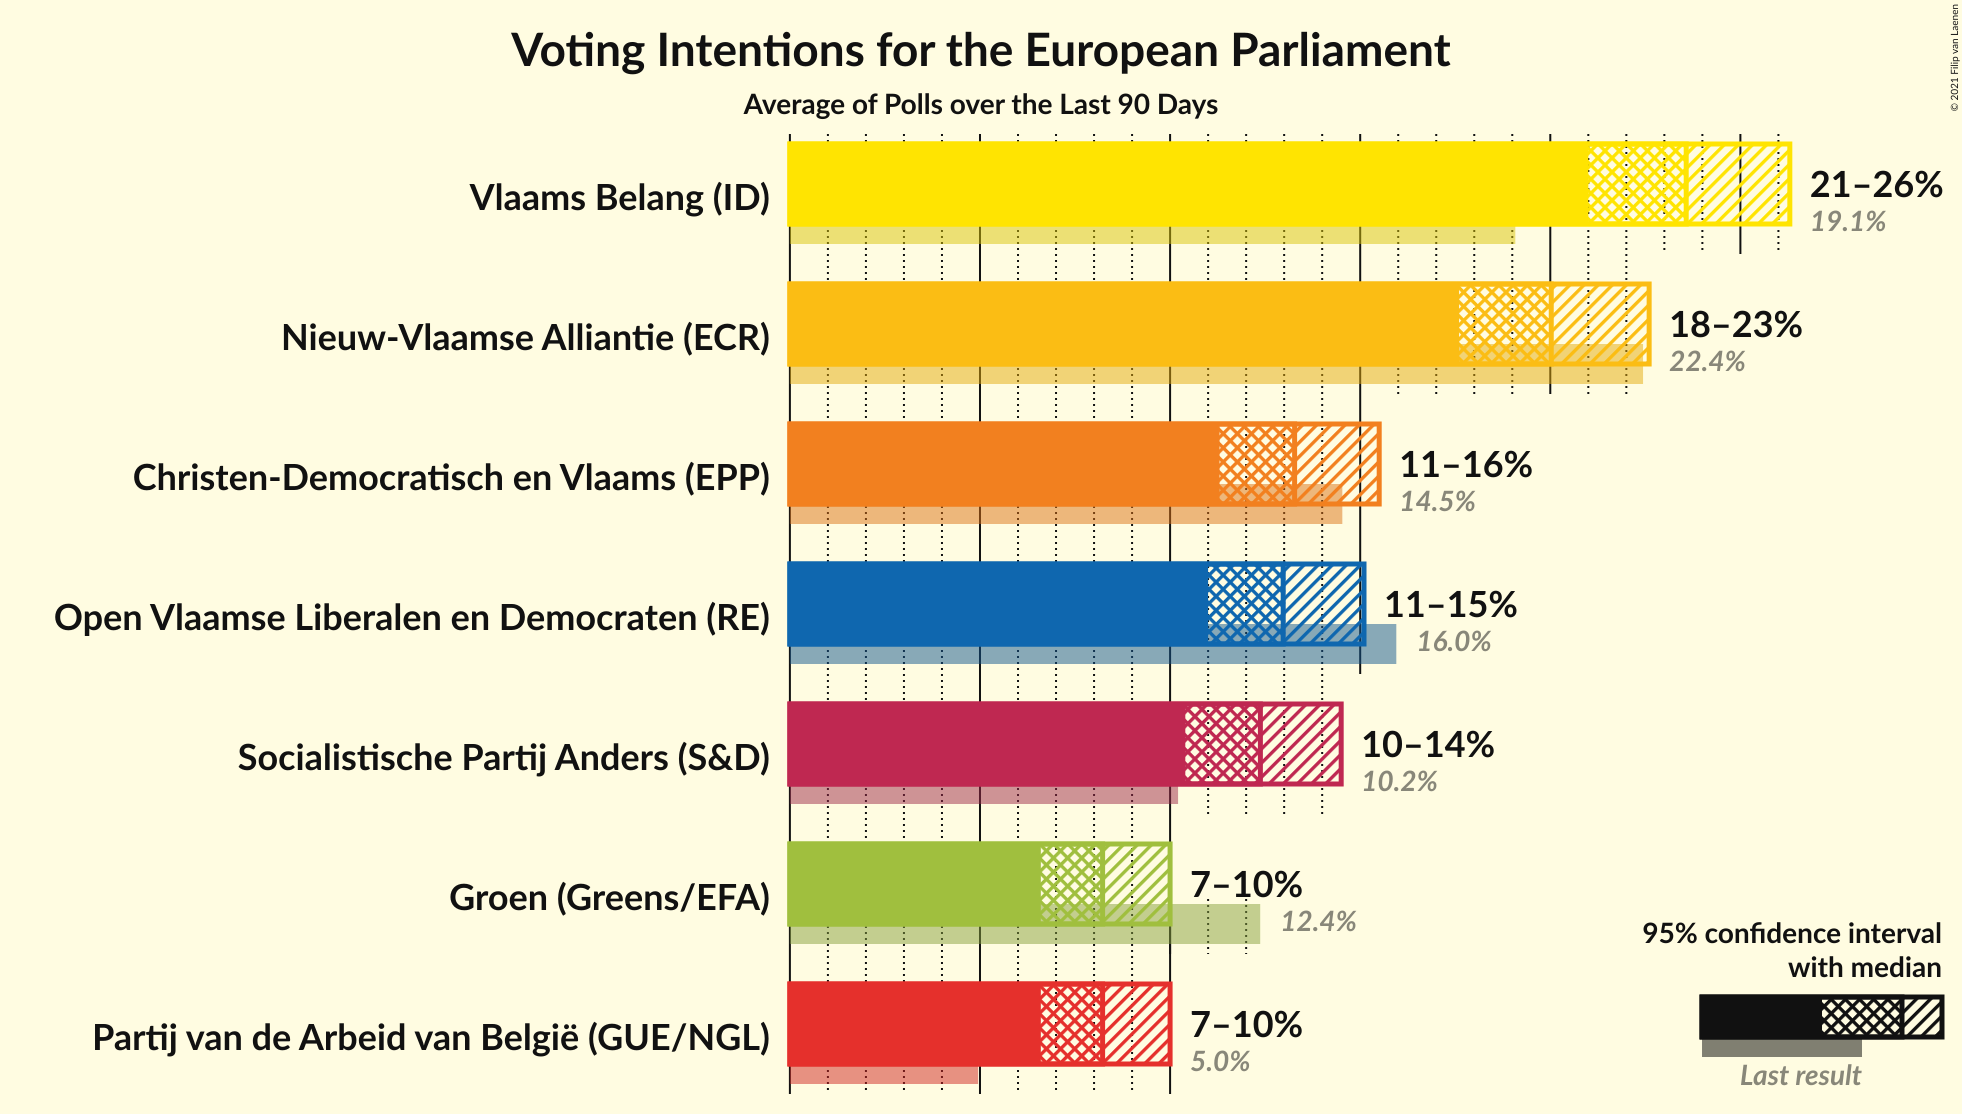 Voting Intentions for the European Parliament
Average of Polls over the Last 90 Days
© 2021 Filip van Laenen
Vlaams Belang (ID)
21–26%
19.1%
Nieuw-Vlaamse Alliantie (ECR)
18–23%
22.4%
Christen-Democratisch en Vlaams (EPP)
11–16%
14.5%
Open Vlaamse Liberalen en Democraten (RE)
11–15%
16.0%
Socialistische Partij Anders (S&D)
10–14%
10.2%
Groen (Greens/EFA)
7–10%
12.4%
Partij van de Arbeid van België (GUE/NGL)
7–10%
5.0%
95% confidence interval
with median
Last result